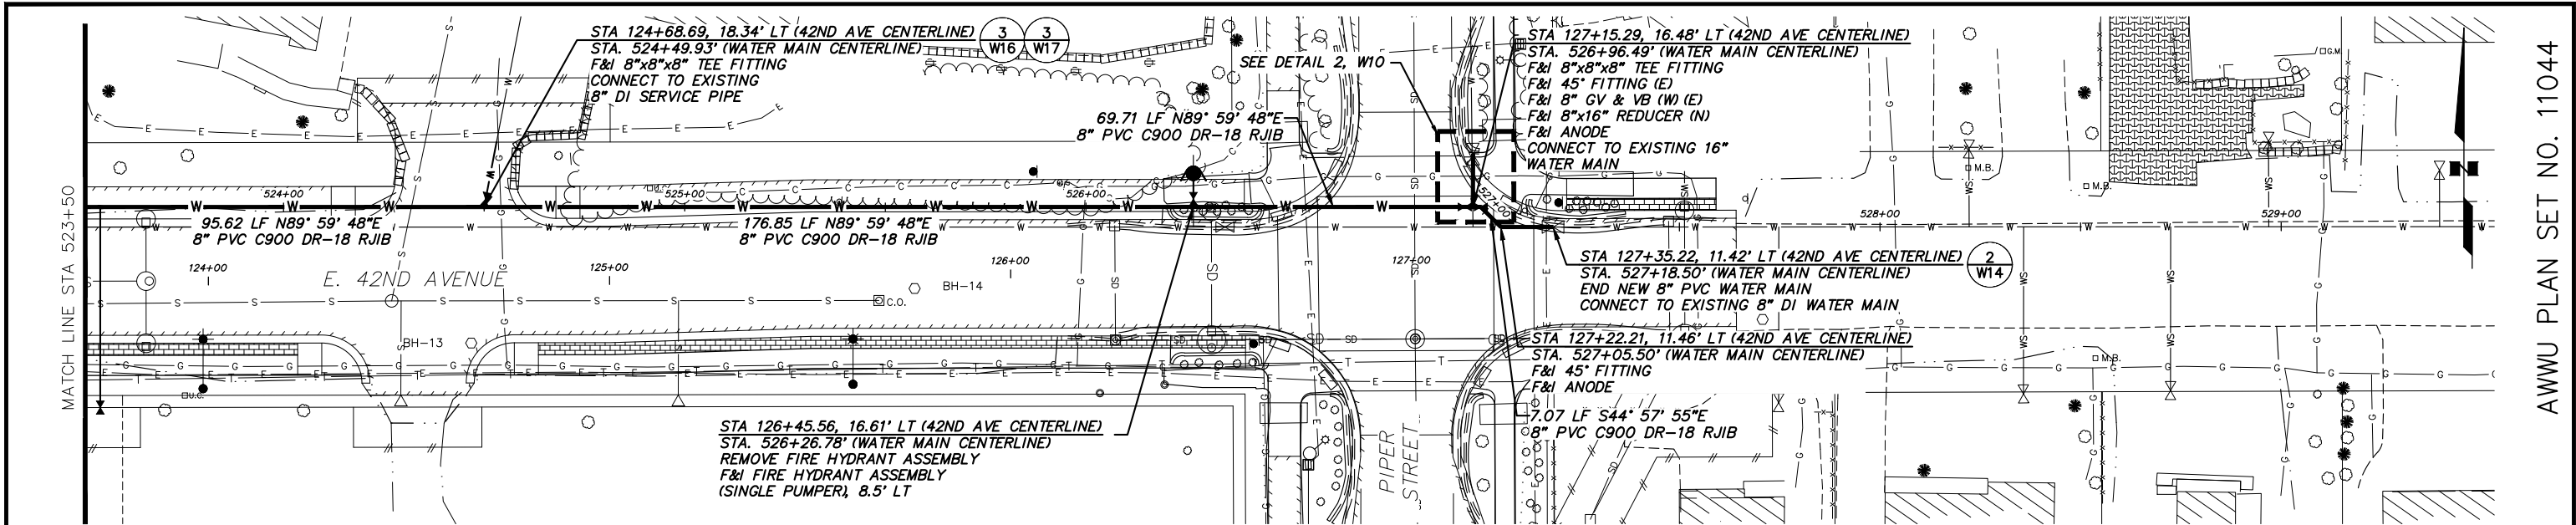 STA 124+68.69, 18.34' LT (42ND AVE CENTERLINE)
STA. 524+49.93' (WATER MAIN CENTERLINE)
F&I 8"x8"x8" TEE FITTING
CONNECT TO EXISTING
8" DI SERVICE PIPE
3
W16
3
W17
SEE DETAIL 2, W10
STA 127+15.29, 16.48' LT (42ND AVE CENTERLINE)
STA. 526+96.49' (WATER MAIN CENTERLINE)
F&I 8"x8"x8" TEE FITTING
F&I 45° FITTING (E)
F&I 8" GV & VB (W) (E)
F&I 8"x16" REDUCER (N)
F&I ANODE
CONNECT TO EXISTING 16"
WATER MAIN
69.71 LF N89° 59' 48"E
8" PVC C900 DR-18 RJIB
MATCH LINE STA 523+50
524+00
525+00
526+00
527+00
528+00
529+00
95.62 LF N89° 59' 48"E
8" PVC C900 DR-18 RJIB
176.85 LF N89° 59' 48"E
8" PVC C900 DR-18 RJIB
124+00
125+00
126+00
127+00
E. 42ND AVENUE
BH-14
C.O.
BH-13
U.C.
G.M.
M.B.
M.B.
M.B.
STA 127+35.22, 11.42' LT (42ND AVE CENTERLINE)
STA. 527+18.50' (WATER MAIN CENTERLINE)
END NEW 8" PVC WATER MAIN
CONNECT TO EXISTING 8" DI WATER MAIN
2
W14
STA 127+22.21, 11.46' LT (42ND AVE CENTERLINE)
STA. 527+05.50' (WATER MAIN CENTERLINE)
F&I 45° FITTING
F&I ANODE
7.07 LF S44° 57' 55"E
8" PVC C900 DR-18 RJIB
STA 126+45.56, 16.61' LT (42ND AVE CENTERLINE)
STA. 526+26.78' (WATER MAIN CENTERLINE)
REMOVE FIRE HYDRANT ASSEMBLY
F&I FIRE HYDRANT ASSEMBLY
(SINGLE PUMPER), 8.5' LT
PIPER
STREET
N
AWWU PLAN SET NO. 11044